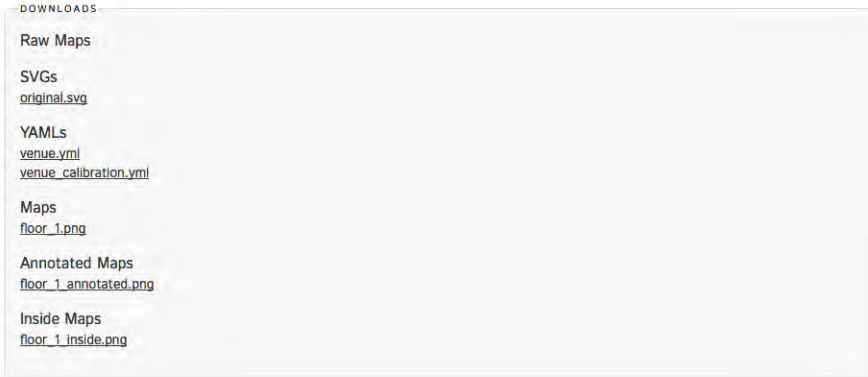 DOWNLOADS
Raw Maps
SVGs
original.svg
YAMLs
venue.yml
venue_calibration.yml
Maps
floor_1.png
Annotated Maps
floor_1_annotated.png
Inside Maps
floor_1_inside.png